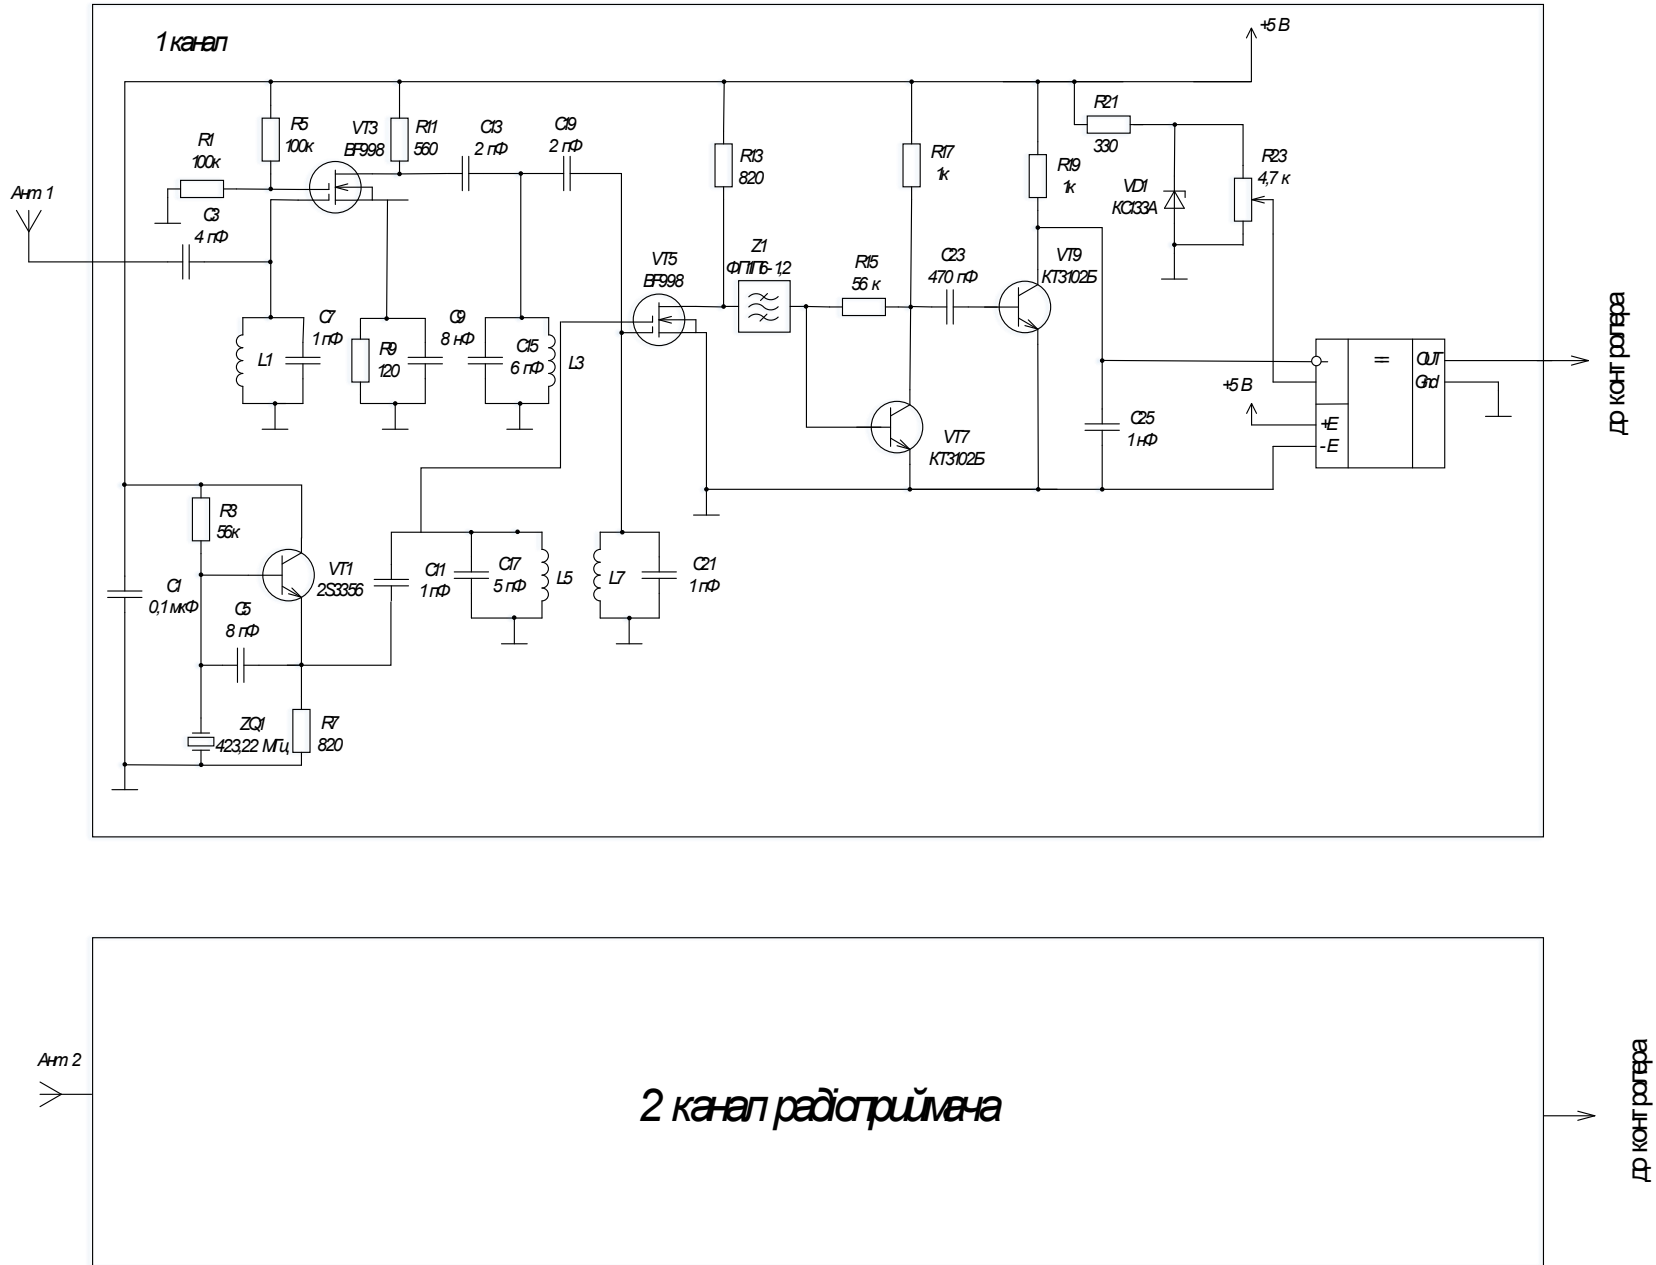 1 канал
+5 В
R1
100к
R5
100к
VT3
BF998
R11
560
C13
2 пФ
C19
2 пФ
R13
820
R17
1к
R19
1к
R21
330
VD1
КС133А
R23
4,7 к
Ант 1
C3
4 пФ
VT5
BF998
Z1
ФП1П6-1,2
R15
56 к
C23
470 пФ
VT9
КТ3102Б
L1
C7
1 пФ
R9
120
C9
8 нФ
C15
6 пФ
L3
VT7
КТ3102Б
C25
1 нФ
+5 В
==
OUT
Gnd
+E
-E
до контролера
R3
56к
VT1
2S3356
C1
0,1 мкФ
C5
8 пФ
C11
1 пФ
C17
5 пФ
L5
L7
C21
1 пФ
ZQ1
423,22 МГц
R7
820
Ант 2
2 канал радіоприймача
до контролера